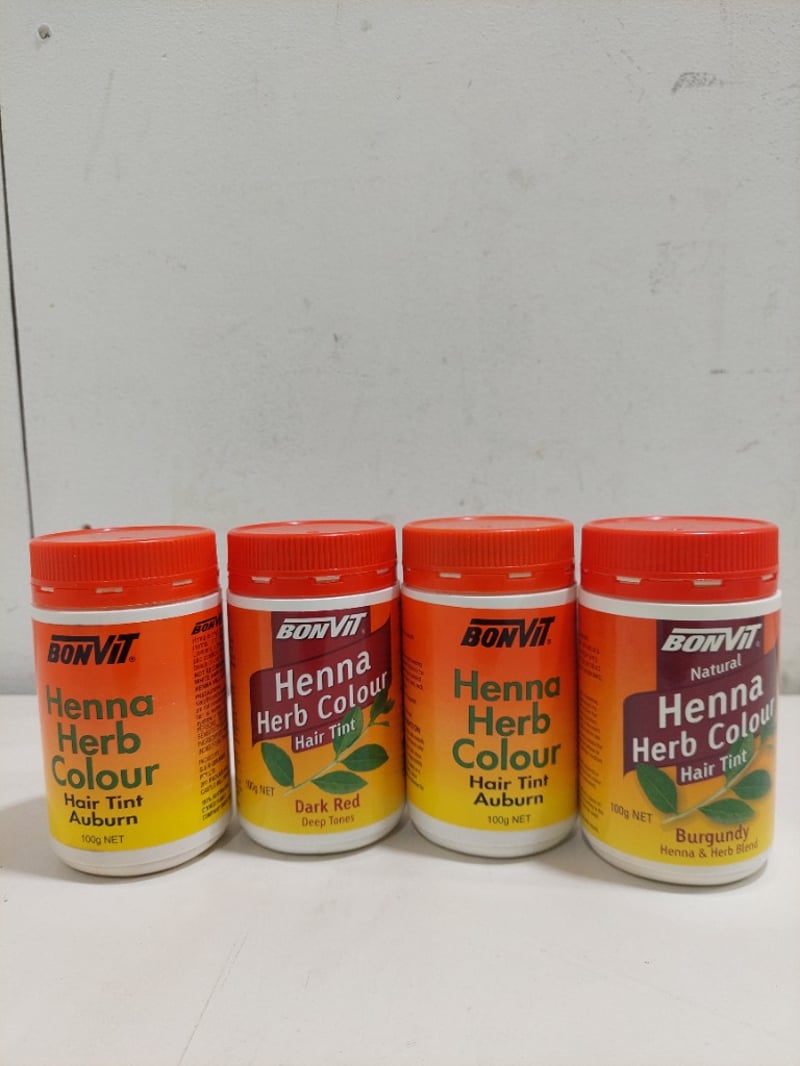 BONVIT®
Henna
Herb
Colour
Hair Tint
Auburn
100g NET
BONVIT
BONVIT
Henna
Herb Colour
Hair Tint
100g NET
Dark Red
Deep Tones
BONVIT®
Henna
Herb
Colour
Hair Tint
Auburn
100g NET
BONVIT®
Natural
Henna
Herb Colour
Hair Tint
100g NET
Burgundy
Henna & Herb Blend